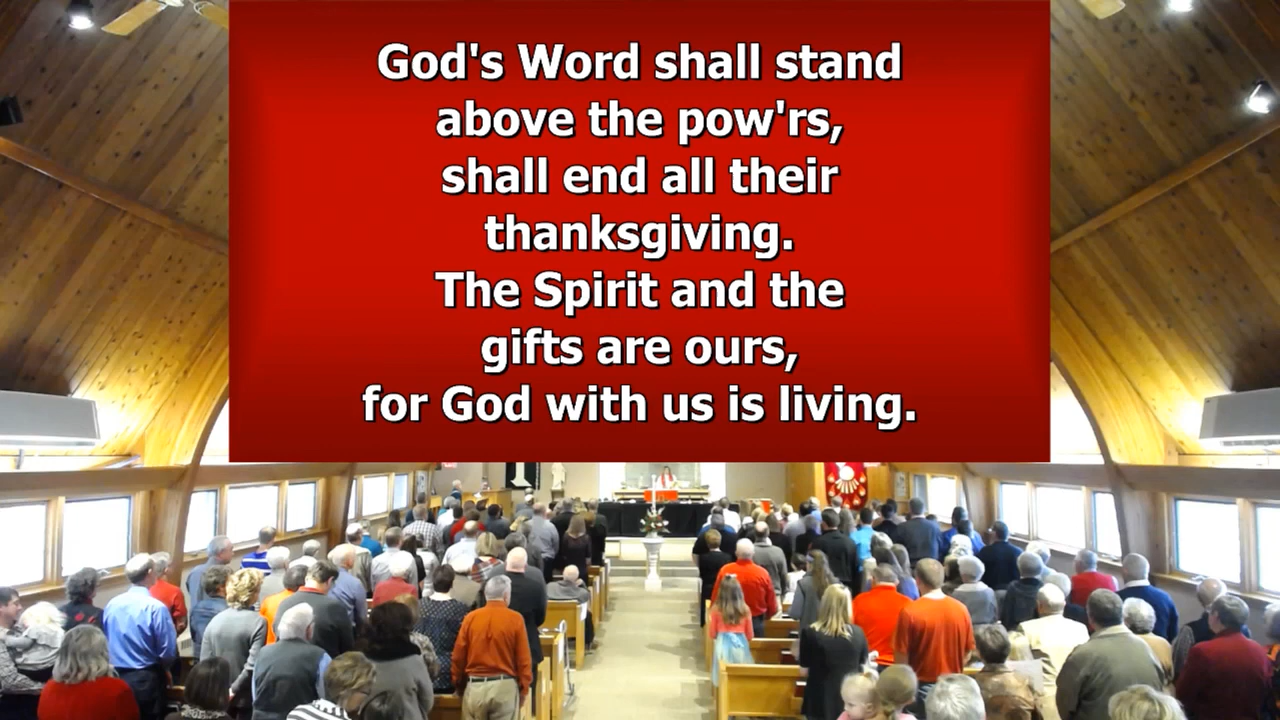 God's Word shall stand
above the pow'rs,
shall end all their
thanksgiving.
The Spirit and the
gifts are ours,
for God with us is living.